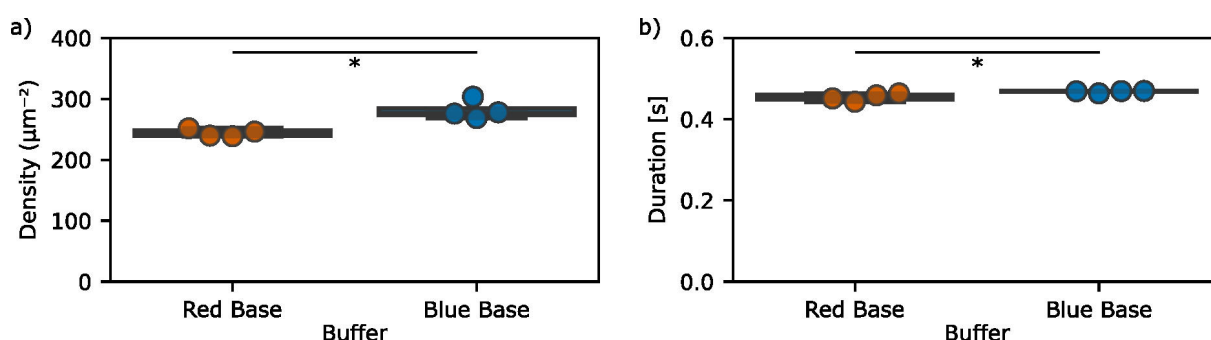 a)
Density (µm⁻²)
400
300
200
100
0
*
Red Base
Blue Base
Buffer
b)
Duration [s]
0.6
0.4
0.2
0.0
*
Red Base
Blue Base
Buffer